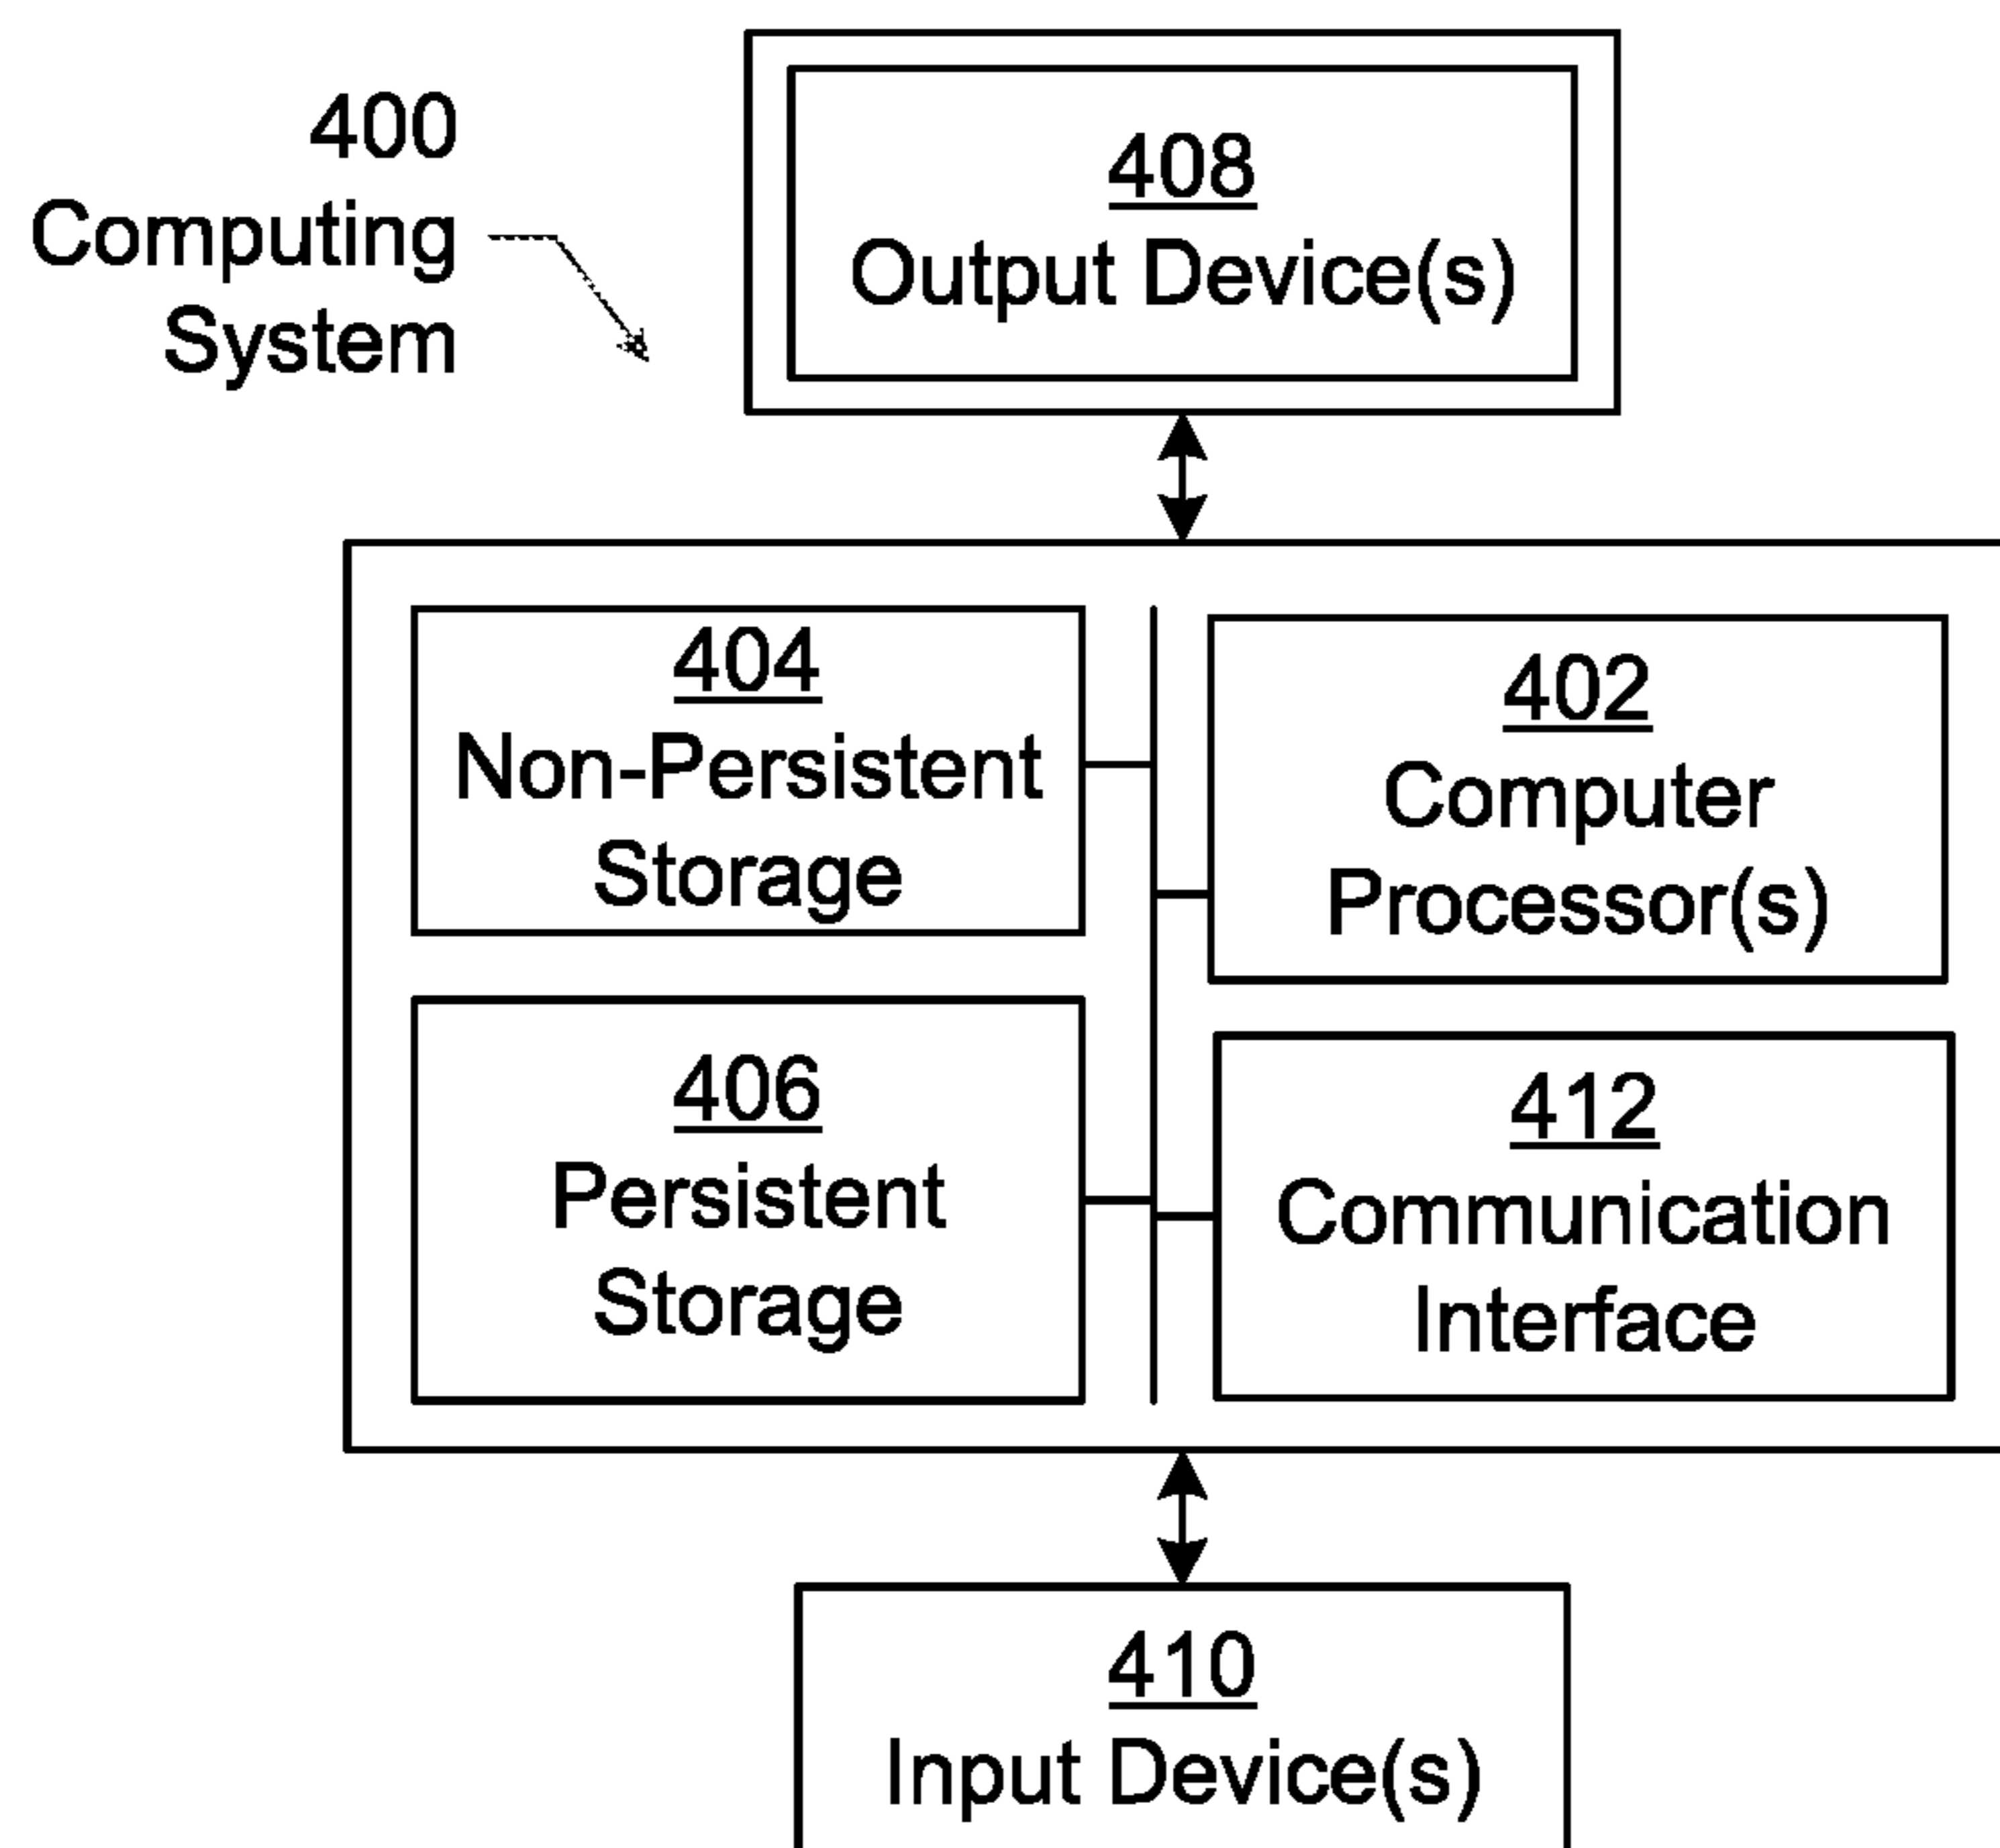 400
Computing
System
408
Output Device(s)
404
Non-Persistent
Storage
402
Computer
Processor(s)
406
Persistent
Storage
412
Communication
Interface
410
Input Device(s)